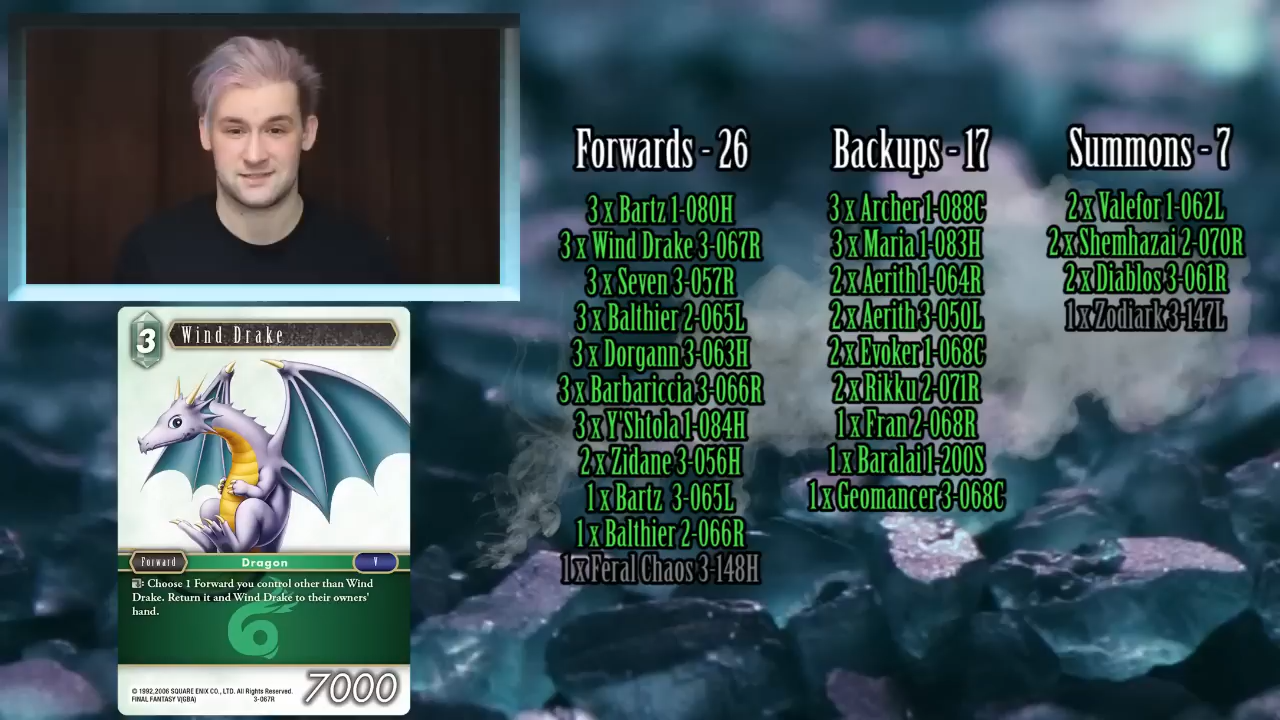 3
Wind Drake
Forward
Dragon
V
: Choose 1 Forward you control other than Wind
Drake. Return it and Wind Drake to their owners'
hand.
© 1992,2006 SQUARE ENIX CO., LTD. All Rights Reserved.
FINAL FANTASY V(GBA)
3-067R
7000
Forwards - 26
3 x Bartz 1-080H
3 x Wind Drake 3-067R
3 x Seven 3-057R
3 x Balthier 2-065L
3 x Dorgann 3-063H
3 x Barbariccia 3-066R
3 x Y'Shtola 1-084H
2 x Zidane 3-056H
1 x Bartz 3-065L
1 x Balthier 2-066R
1 x Feral Chaos 3-148H
Backups - 17
3 x Archer 1-088C
3 x Maria 1-083H
2 x Aerith 1-064R
2 x Aerith 3-050L
2 x Evoker 1-068C
2 x Rikku 2-071R
1 x Fran 2-068R
1 x Baralai 1-200S
1 x Geomancer 3-068C
Summons - 7
2 x Valefor 1-062L
2 x Shemhazai 2-070R
2 x Diablos 3-061R
1 x Zodiark 3-147L